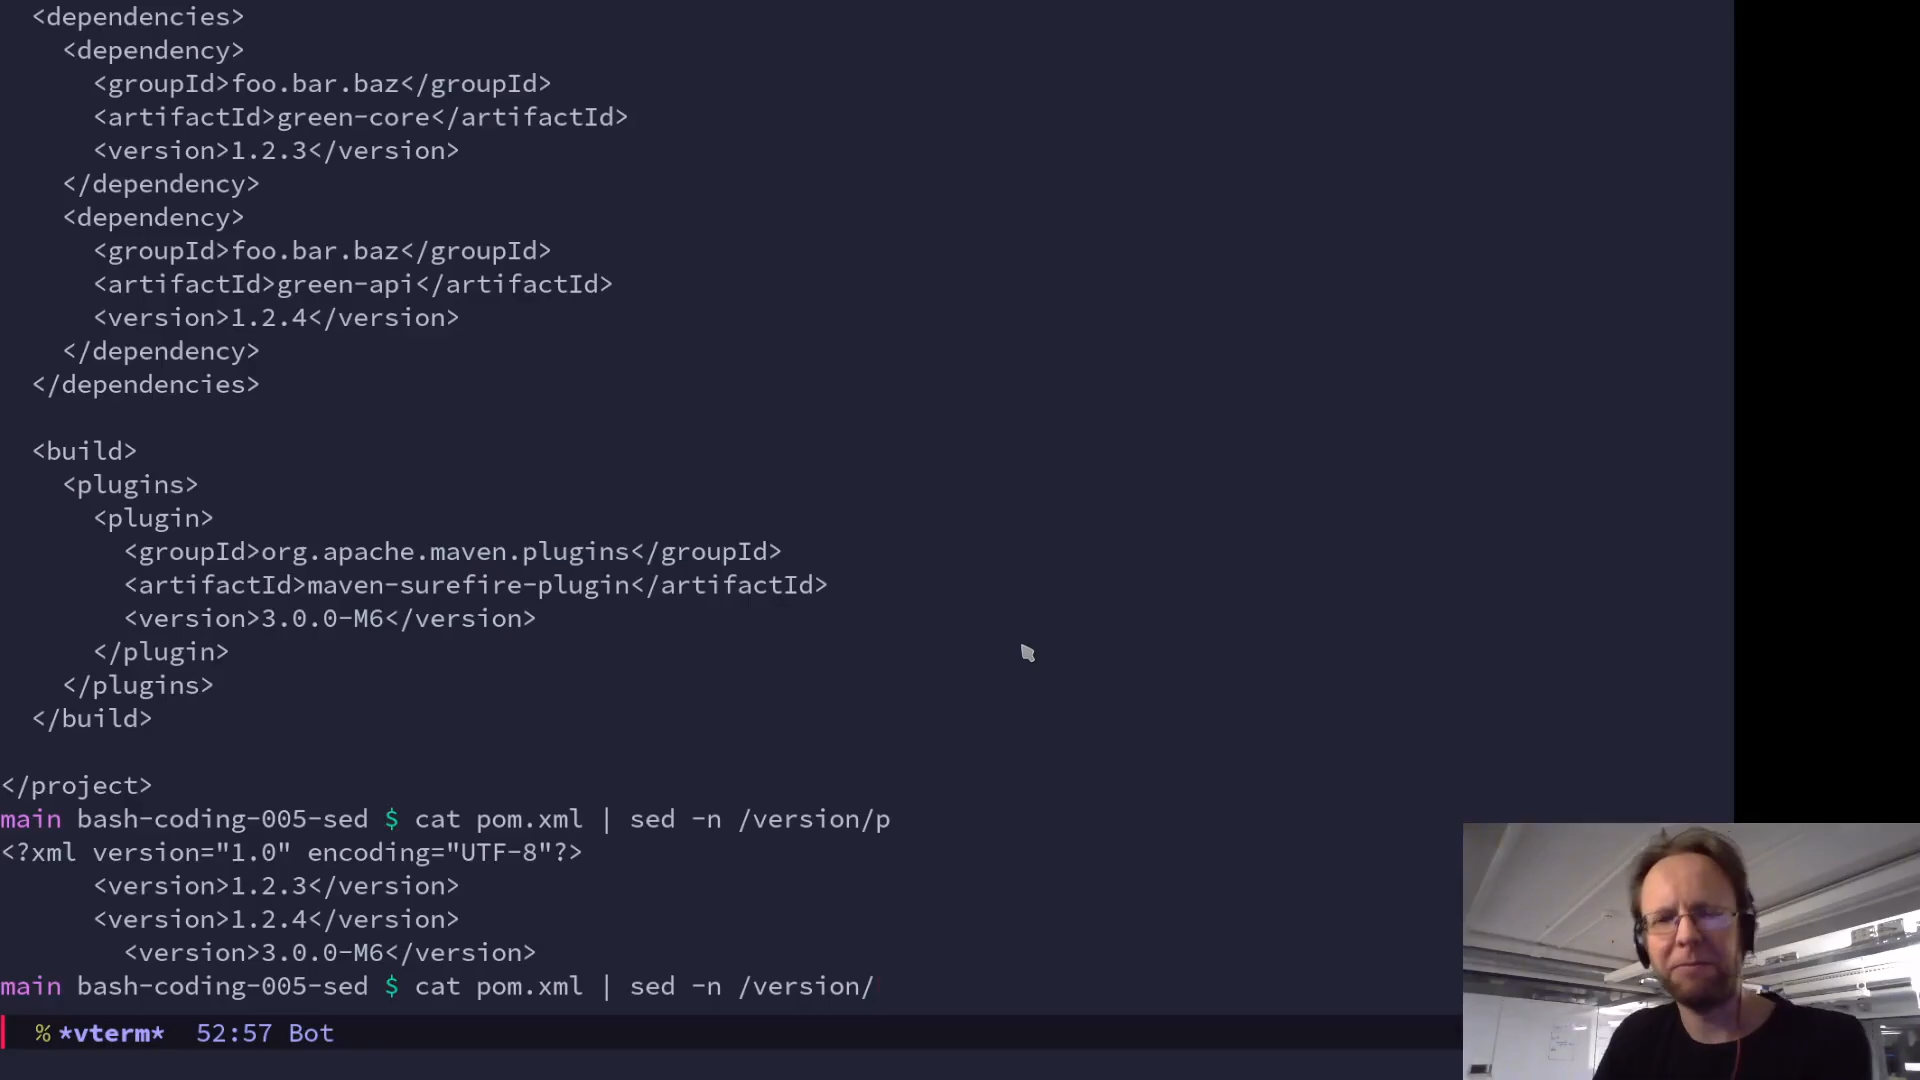 <dependencies>
<dependency>
<groupId>foo.bar.baz</groupId>
<artifactId>green-core</artifactId>
<version>1.2.3</version>
</dependency>
<dependency>
<groupId>foo.bar.baz</groupId>
<artifactId>green-api</artifactId>
<version>1.2.4</version>
</dependency>
</dependencies>
<build>
<plugins>
<plugin>
<groupId>org.apache.maven.plugins</groupId>
<artifactId>maven-surefire-plugin</artifactId>
<version>3.0.0-M6</version>
</plugin>
</plugins>
</build>
</project>
main bash-coding-005-sed $ cat pom.xml | sed -n /version/p
<?xml version="1.0" encoding="UTF-8"?>
<version>1.2.3</version>
<version>1.2.4</version>
<version>3.0.0-M6</version>
main bash-coding-005-sed $ cat pom.xml | sed -n /version/
% *vterm* 52:57 Bot